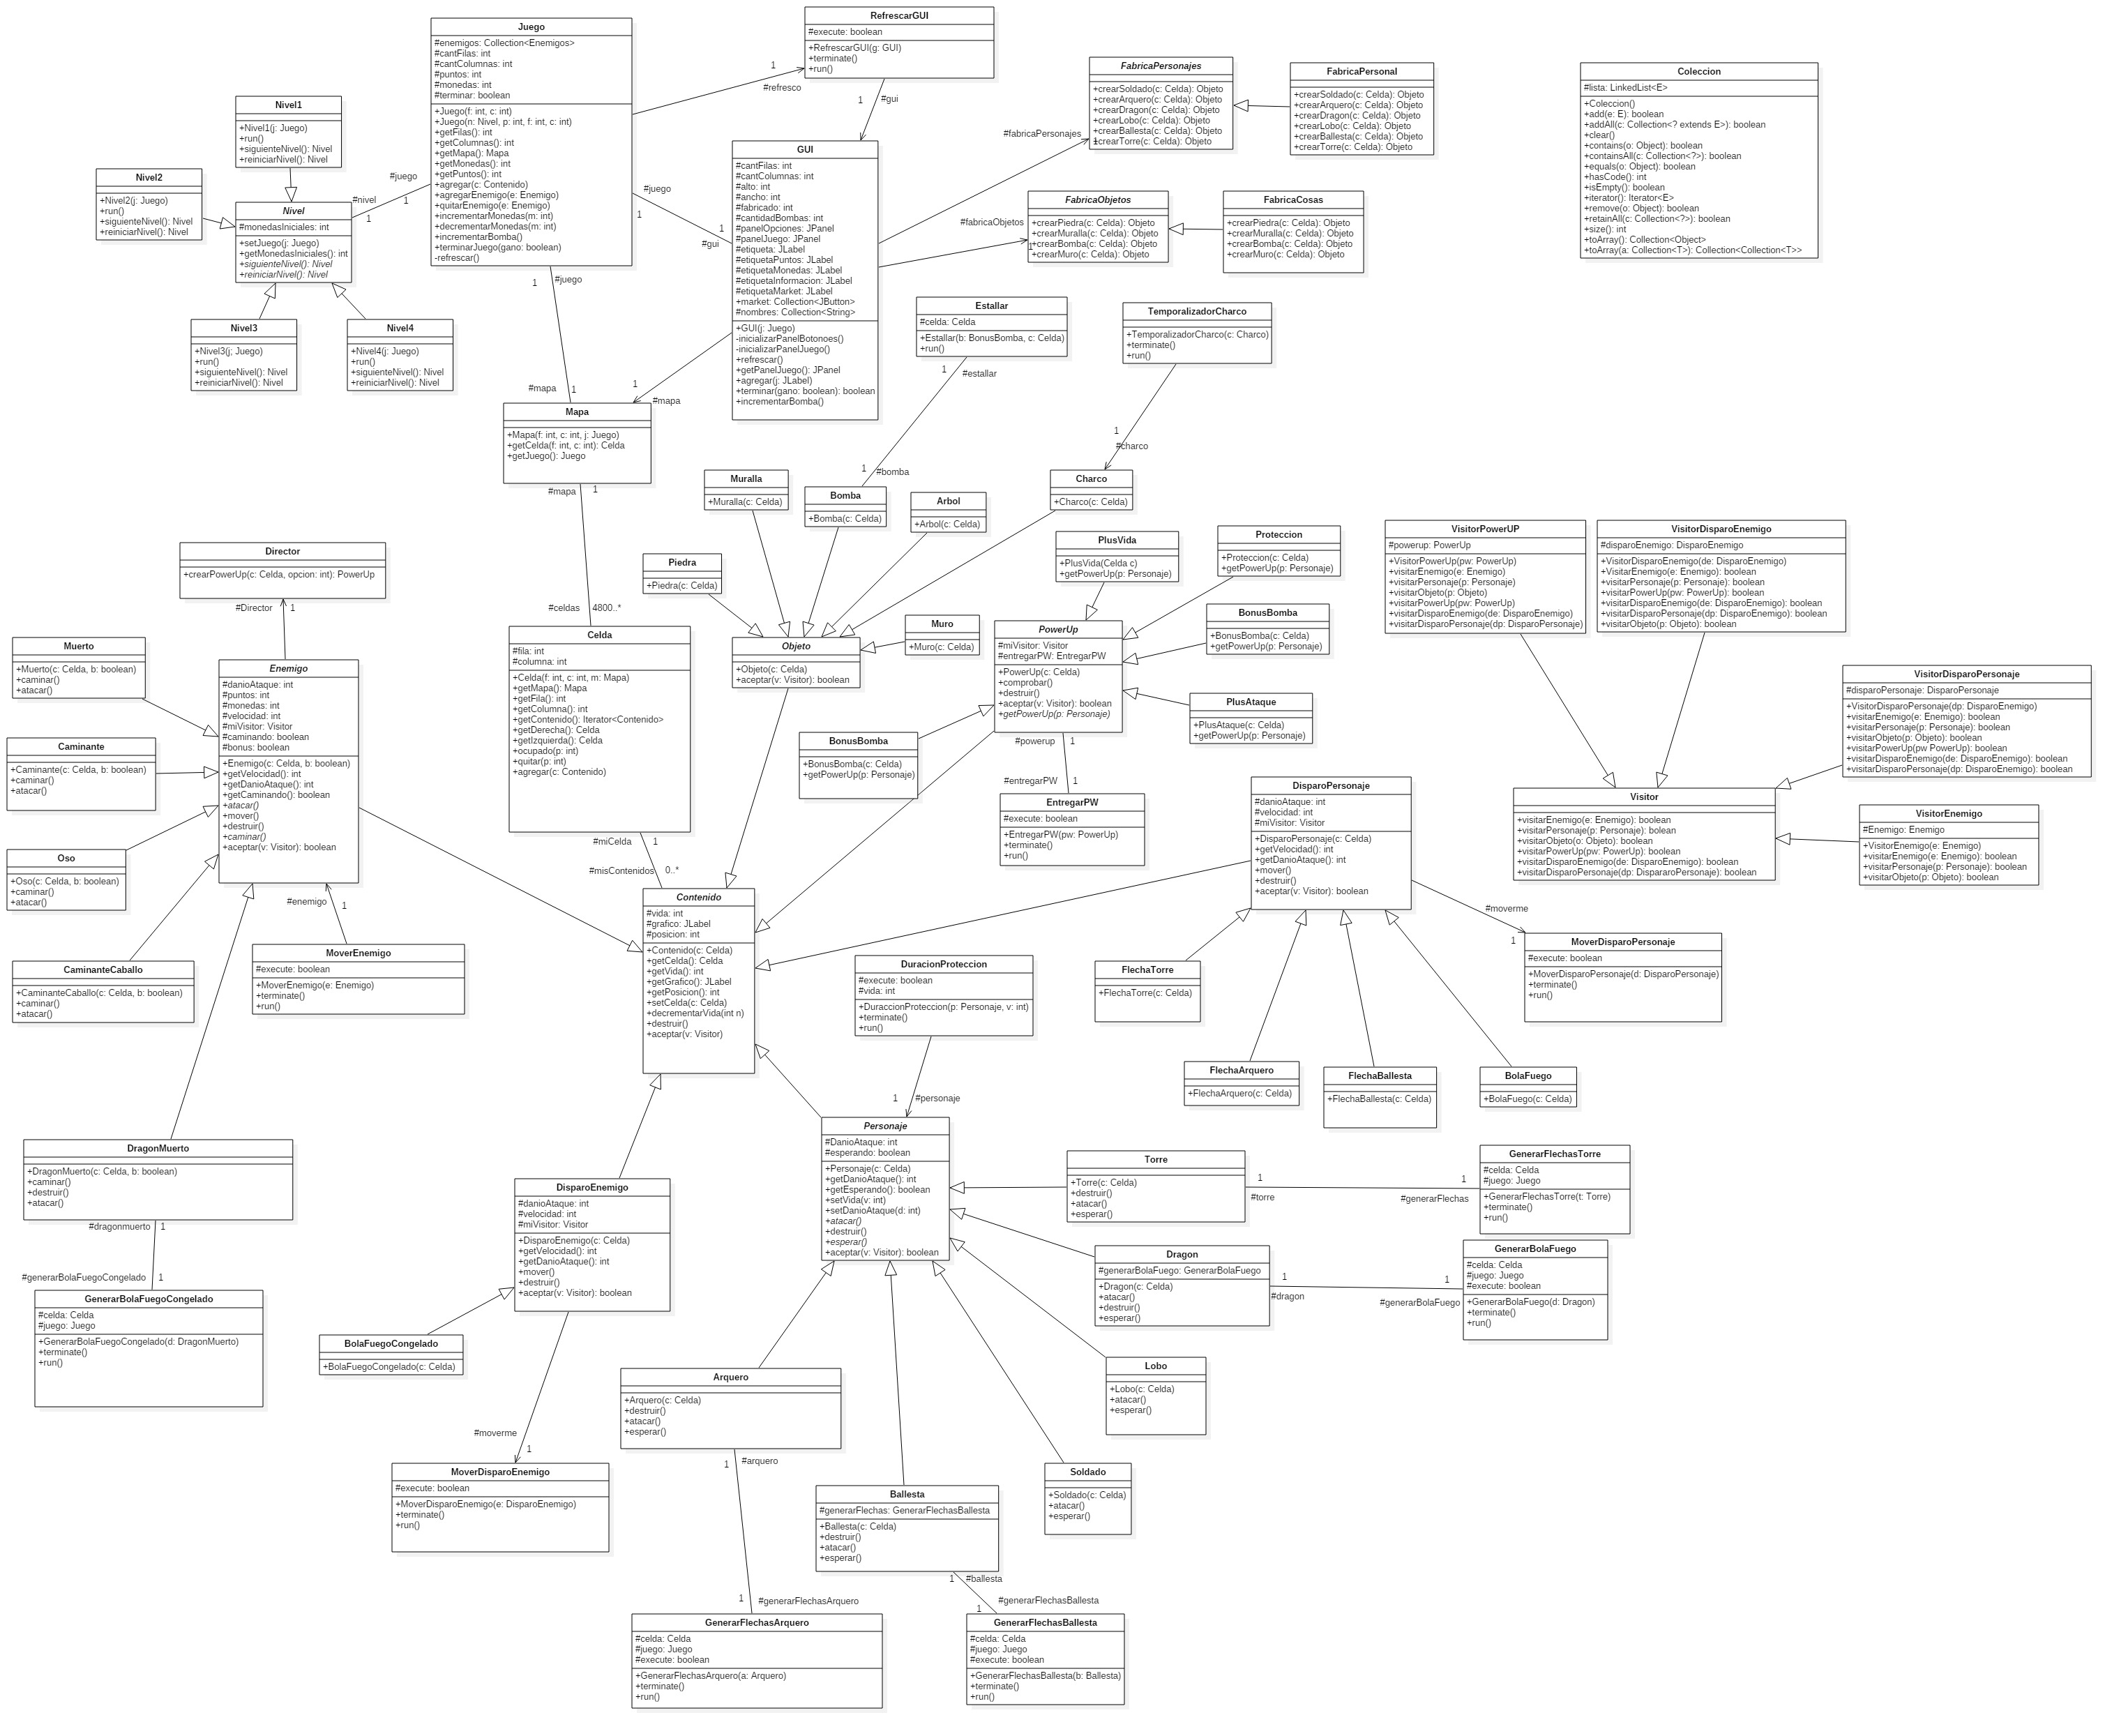 Juego
#enemigos: Collection<Enemigos>
#cantFilas: int
#cantColumnas: int
#puntos: int
#monedas: int
#terminar: boolean
+Juego(f: int, c: int)
+Juego(n: Nivel, p: int, f: int, c: int)
+getFilas(): int
+getColumnas(): int
+getMapa(): Mapa
+getMonedas(): int
+getPuntos(): int
+agregar(c: Contenido)
+agregarEnemigo(e: Enemigo)
+quitarEnemigo(e: Enemigo)
+incrementarMonedas(m: int)
+decrementarMonedas(m: int)
+incrementarBomba()
+terminarJuego(gano: boolean)
-refrescar()
RefrescarGUI
#execute: boolean
+RefrescarGUI(g: GUI)
+terminate()
+run()
1
#refresco
1
#gui
FabricaPersonajes
+crearSoldado(c: Celda): Objeto
+crearArquero(c: Celda): Objeto
+crearDragon(c: Celda): Objeto
+crearLobo(c: Celda): Objeto
+crearBallesta(c: Celda): Objeto
+crearTorre(c: Celda): Objeto
#fabricaPersonajes
1
FabricaPersonal
+crearSoldado(c: Celda): Objeto
+crearArquero(c: Celda): Objeto
+crearDragon(c: Celda): Objeto
+crearLobo(c: Celda): Objeto
+crearBallesta(c: Celda): Objeto
+crearTorre(c: Celda): Objeto
Coleccion
#lista: LinkedList<E>
+Coleccion()
+add(e: E): boolean
+addAll(c: Collection<? extends E>): boolean
+clear()
+contains(o: Object): boolean
+containsAll(c: Collection<?>): boolean
+equals(o: Object): boolean
+hasCode(): int
+isEmpty(): boolean
+iterator(): Iterator<E>
+remove(o: Object): boolean
+retainAll(c: Collection<?>): boolean
+size(): int
+toArray(): Collection<Object>
+toArray(a: Collection<T>): Collection<Collection<T>>
Nivel1
+Nivel1(j: Juego)
+run()
+siguienteNivel(): Nivel
+reiniciarNivel(): Nivel
Nivel2
+Nivel2(j: Juego)
+run()
+siguienteNivel(): Nivel
+reiniciarNivel(): Nivel
Nivel
#monedasIniciales: int
+setJuego(j: Juego)
+getMonedasIniciales(): int
+siguienteNivel(): Nivel
+reiniciarNivel(): Nivel
#juego
1
#nivel
1
Nivel3
+Nivel3(j; Juego)
+run()
+siguienteNivel(): Nivel
+reiniciarNivel(): Nivel
Nivel4
+Nivel4(j: Juego)
+run()
+siguienteNivel(): Nivel
+reiniciarNivel(): Nivel
GUI
#cantFilas: int
#cantColumnas: int
#alto: int
#ancho: int
#fabricado: int
#cantidadBombas: int
#panelOpciones: JPanel
#panelJuego: JPanel
#etiqueta: JLabel
#etiquetaPuntos: JLabel
#etiquetaMonedas: JLabel
#etiquetaInformacion: JLabel
#etiquetaMarket: JLabel
+market: Collection<JButton>
#nombres: Collection<String>
+GUI(j: Juego)
-inicializarPanelBotonoes()
-inicializarPanelJuego()
+refrescar()
+getPanelJuego(): JPanel
+agregar(j: JLabel)
+terminar(gano: boolean): boolean
+incrementarBomba()
#juego
1
1
#gui
FabricaObjetos
+crearPiedra(c: Celda): Objeto
+crearMuralla(c: Celda): Objeto
+crearBomba(c: Celda): Objeto
+crearMuro(c: Celda): Objeto
#fabricaObjetos
1
FabricaCosas
+crearPiedra(c: Celda): Objeto
+crearMuralla(c: Celda): Objeto
+crearBomba(c: Celda): Objeto
+crearMuro(c: Celda): Objeto
1
#juego
#mapa
1
1
#mapa
Mapa
+Mapa(f: int, c: int, j: Juego)
+getCelda(f: int, c: int): Celda
+getJuego(): Juego
#mapa
1
#celdas
4800..*
Estallar
#celda: Celda
+Estallar(b: BonusBomba, c: Celda)
+run()
1
#estallar
1
#bomba
TemporalizadorCharco
+TemporalizadorCharco(c: Charco)
+terminate()
+run()
1
#charco
Muralla
+Muralla(c: Celda)
Bomba
+Bomba(c: Celda)
Arbol
+Arbol(c: Celda)
Charco
+Charco(c: Celda)
Piedra
+Piedra(c: Celda)
Muro
+Muro(c: Celda)
Objeto
+Objeto(c: Celda)
+aceptar(v: Visitor): boolean
PlusVida
+PlusVida(Celda c)
+getPowerUp(p: Personaje)
Proteccion
+Proteccion(c: Celda)
+getPowerUp(p: Personaje)
BonusBomba
+BonusBomba(c: Celda)
+getPowerUp(p: Personaje)
PlusAtaque
+PlusAtaque(c: Celda)
+getPowerUp(p: Personaje)
PowerUp
#miVisitor: Visitor
#entregarPW: EntregarPW
+PowerUp(c: Celda)
+comprobar()
+destruir()
+aceptar(v: Visitor): boolean
+getPowerUp(p: Personaje)
BonusBomba
+BonusBomba(c: Celda)
+getPowerUp(p: Personaje)
#powerup
1
#entregarPW
1
EntregarPW
#execute: boolean
+EntregarPW(pw: PowerUp)
+terminate()
+run()
VisitorPowerUP
#powerup: PowerUp
+VisitorPowerUP(pw: PowerUp)
+visitarEnemigo(e: Enemigo)
+visitarPersonaje(p: Personaje)
+visitarObjeto(p: Objeto)
+visitarPowerUp(pw: PowerUp)
+visitarDisparoEnemigo(de: DisparoEnemigo)
+visitarDisparoPersonaje(dp: DisparoPersonaje)
VisitorDisparoEnemigo
#disparoEnemigo: DisparoEnemigo
+VisitorDisparoEnemigo(de: DisparoEnemigo)
+VisitarEnemigo(e: Enemigo): boolean
+visitarPersonaje(p: Personaje): boolean
+visitarPowerUp(pw: PowerUp): boolean
+visitarDisparoEnemigo(de: DisparoEnemigo): boolean
+visitarDisparoPersonaje(dp: DisparoEnemigo): boolean
+visitarObjeto(p: Objeto): boolean
VisitorDisparoPersonaje
#disparoPersonaje: DisparoPersonaje
+VisitorDisparoPersonaje(dp: DisparoEnemigo)
+visitarEnemigo(e: Enemigo): boolean
+visitarPersonaje(p: Personaje): boolean
+visitarObjeto(p: Objeto): boolean
+visitarPowerUp(pw PowerUp): boolean
+visitarDisparoEnemigo(de: DisparoEnemigo): boolean
+visitarDisparoPersonaje(dp: DisparoEnemigo): boolean
Visitor
+visitarEnemigo(e: Enemigo): boolean
+visitarPersonaje(p: Personaje): bolean
+visitarObjeto(o: Objeto): boolean
+visitarPowerUp(pw: PowerUp): boolean
+visitarDisparoEnemigo(de: DisparoEnemigo): boolean
+visitarDisparoPersonaje(dp: DispararoPersonaje): boolean
VisitorEnemigo
#Enemigo: Enemigo
+VisitorEnemigo(e: Enemigo)
+visitarEnemigo(e: Enemigo): boolean
+visitarPersonaje(p: Personaje): boolean
+visitarObjeto(p: Objeto): boolean
Director
+crearPowerUp(c: Celda, opcion: int): PowerUp
#Director
1
Muerto
+Muerto(c: Celda, b: boolean)
+caminar()
+atacar()
Caminante
+Caminante(c: Celda, b: boolean)
+caminar()
+atacar()
Oso
+Oso(c: Celda, b: boolean)
+caminar()
+atacar()
CaminanteCaballo
+CaminanteCaballo(c: Celda, b: boolean)
+caminar()
+atacar()
Enemigo
#danioAtaque: int
#puntos: int
#monedas: int
#velocidad: int
#miVisitor: Visitor
#caminando: boolean
#bonus: boolean
+Enemigo(c: Celda, b: boolean)
+getVelocidad(): int
+getDanioAtaque(): int
+getCaminando(): boolean
+atacar()
+mover()
+destruir()
+caminar()
+aceptar(v: Visitor): boolean
#enemigo
1
MoverEnemigo
#execute: boolean
+MoverEnemigo(e: Enemigo)
+terminate()
+run()
Celda
#fila: int
#columna: int
+Celda(f: int, c: int, m: Mapa)
+getMapa(): Mapa
+getFila(): int
+getColumna(): int
+getContenido(): Iterator<Contenido>
+getDerecha(): Celda
+getIzquierda(): Celda
+ocupado(p: int)
+quitar(p: int)
+agregar(c: Contenido)
#miCelda
1
#misContenidos
0..*
Contenido
#vida: int
#grafico: JLabel
#posicion: int
+Contenido(c: Celda)
+getCelda(): Celda
+getVida(): int
+getGrafico(): JLabel
+getPosicion(): int
+setCelda(c: Celda)
+decrementarVida(int n)
+destruir()
+aceptar(v: Visitor)
DisparoPersonaje
#danioAtaque: int
#velocidad: int
#miVisitor: Visitor
+DisparoPersonaje(c: Celda)
+getVelocidad(): int
+getDanioAtaque(): int
+mover()
+destruir()
+aceptar(v: Visitor): boolean
#moverme
1
MoverDisparoPersonaje
#execute: boolean
+MoverDisparoPersonaje(d: DisparoPersonaje)
+terminate()
+run()
FlechaTorre
+FlechaTorre(c: Celda)
FlechaArquero
+FlechaArquero(c: Celda)
FlechaBallesta
+FlechaBallesta(c: Celda)
BolaFuego
+BolaFuego(c: Celda)
DuracionProteccion
#execute: boolean
#vida: int
+DuraccionProteccion(p: Personaje, v: int)
+terminate()
+run()
1
#personaje
DragonMuerto
+DragonMuerto(c: Celda, b: boolean)
+caminar()
+destruir()
+atacar()
#dragonmuerto
1
#generarBolaFuegoCongelado
1
GenerarBolaFuegoCongelado
#celda: Celda
#juego: Juego
+GenerarBolaFuegoCongelado(d: DragonMuerto)
+terminate()
+run()
DisparoEnemigo
#danioAtaque: int
#velocidad: int
#miVisitor: Visitor
+DisparoEnemigo(c: Celda)
+getVelocidad(): int
+getDanioAtaque(): int
+mover()
+destruir()
+aceptar(v: Visitor): boolean
BolaFuegoCongelado
+BolaFuegoCongelado(c: Celda)
#moverme
1
MoverDisparoEnemigo
#execute: boolean
+MoverDisparoEnemigo(e: DisparoEnemigo)
+terminate()
+run()
Personaje
#DanioAtaque: int
#esperando: boolean
+Personaje(c: Celda)
+getDanioAtaque(): int
+getEsperando(): boolean
+setVida(v: int)
+setDanioAtaque(d: int)
+atacar()
+destruir()
+esperar()
+aceptar(v: Visitor): boolean
Torre
+Torre(c: Celda)
+destruir()
+atacar()
+esperar()
1
#torre
1
#generarFlechas
GenerarFlechasTorre
#celda: Celda
#juego: Juego
+GenerarFlechasTorre(t: Torre)
+terminate()
+run()
Dragon
#generarBolaFuego: GenerarBolaFuego
+Dragon(c: Celda)
+atacar()
+destruir()
+esperar()
1
#dragon
1
#generarBolaFuego
GenerarBolaFuego
#celda: Celda
#juego: Juego
#execute: boolean
+GenerarBolaFuego(d: Dragon)
+terminate()
+run()
Lobo
+Lobo(c: Celda)
+atacar()
+esperar()
Arquero
+Arquero(c: Celda)
+destruir()
+atacar()
+esperar()
1
#arquero
1
#generarFlechasArquero
GenerarFlechasArquero
#celda: Celda
#juego: Juego
#execute: boolean
+GenerarFlechasArquero(a: Arquero)
+terminate()
+run()
Ballesta
#generarFlechas: GenerarFlechasBallesta
+Ballesta(c: Celda)
+destruir()
+atacar()
+esperar()
1
#ballesta
#generarFlechasBallesta
1
GenerarFlechasBallesta
#celda: Celda
#juego: Juego
#execute: boolean
+GenerarFlechasBallesta(b: Ballesta)
+terminate()
+run()
Soldado
+Soldado(c: Celda)
+atacar()
+esperar()